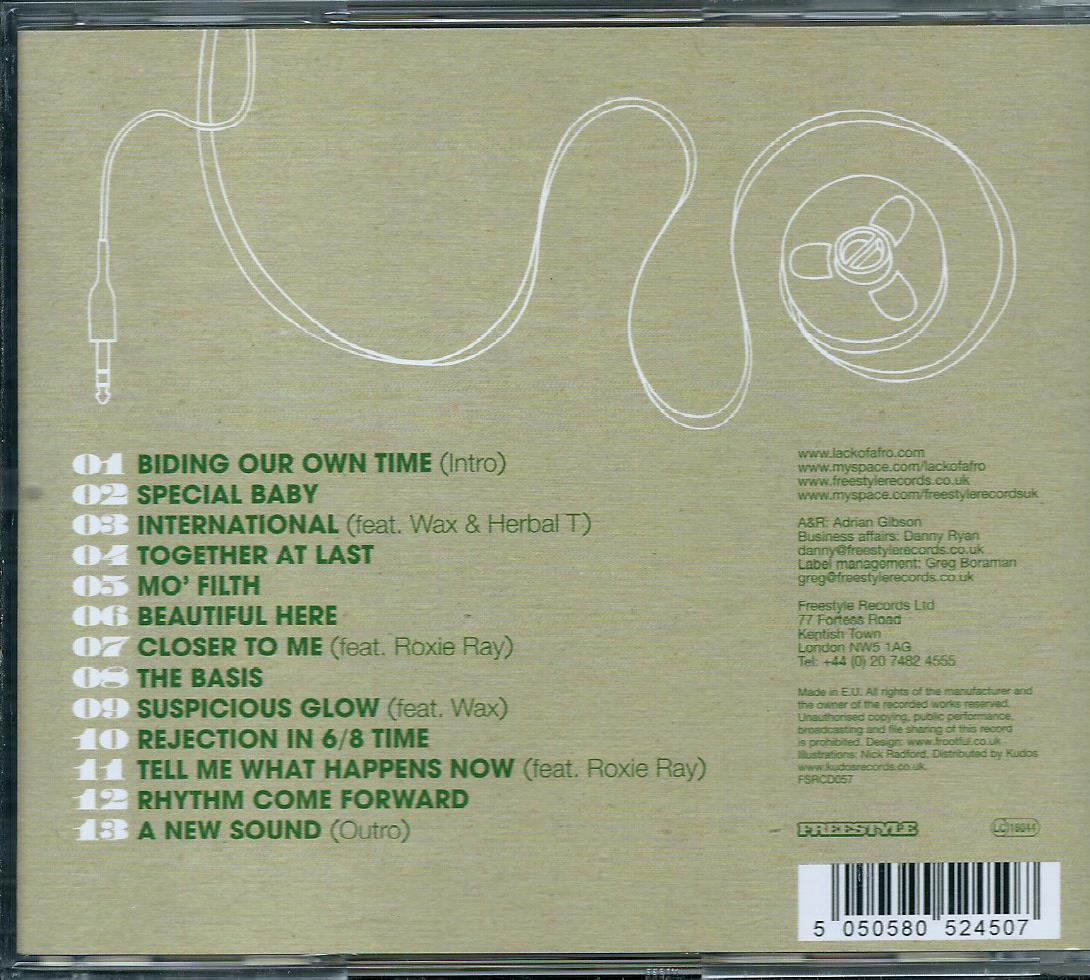 01 BIDING OUR OWN TIME (Intro)
02 SPECIAL BABY
03 INTERNATIONAL (feat. Wax & Herbal T)
04 TOGETHER AT LAST
05 MO' FILTH
06 BEAUTIFUL HERE
07 CLOSER TO ME (feat. Roxie Ray)
08 THE BASIS
09 SUSPICIOUS GLOW (feat. Wax)
10 REJECTION IN 6/8 TIME
11 TELL ME WHAT HAPPENS NOW (feat. Roxie Ray)
12 RHYTHM COME FORWARD
13 A NEW SOUND (Outro)
www.lackofafro.com
www.myspace.com/lackofafro
www.freestylerecords.co.uk
www.myspace.com/freestylerecordsuk
A&R: Adrian Gibson
Business affairs: Danny Ryan
danny@freestylerecords.co.uk
Label management: Greg Boraman
greg@freestylerecords.co.uk
Freestyle Records Ltd
77 Fortess Road
Kentish Town
London NW5 1AG
Tel: +44 (0) 20 7482 4555
Made in E.U. All rights of the manufacturer and
the owner of the recorded works reserved.
Unauthorised copying, public performance,
broadcasting and file sharing of this record
is prohibited. Design: www.frootful.co.uk
Illustrations: Nick Radford. Distributed by Kudos
www.kudosrecords.co.uk.
FSRCD057
FREESTYLE
5 050580 524507